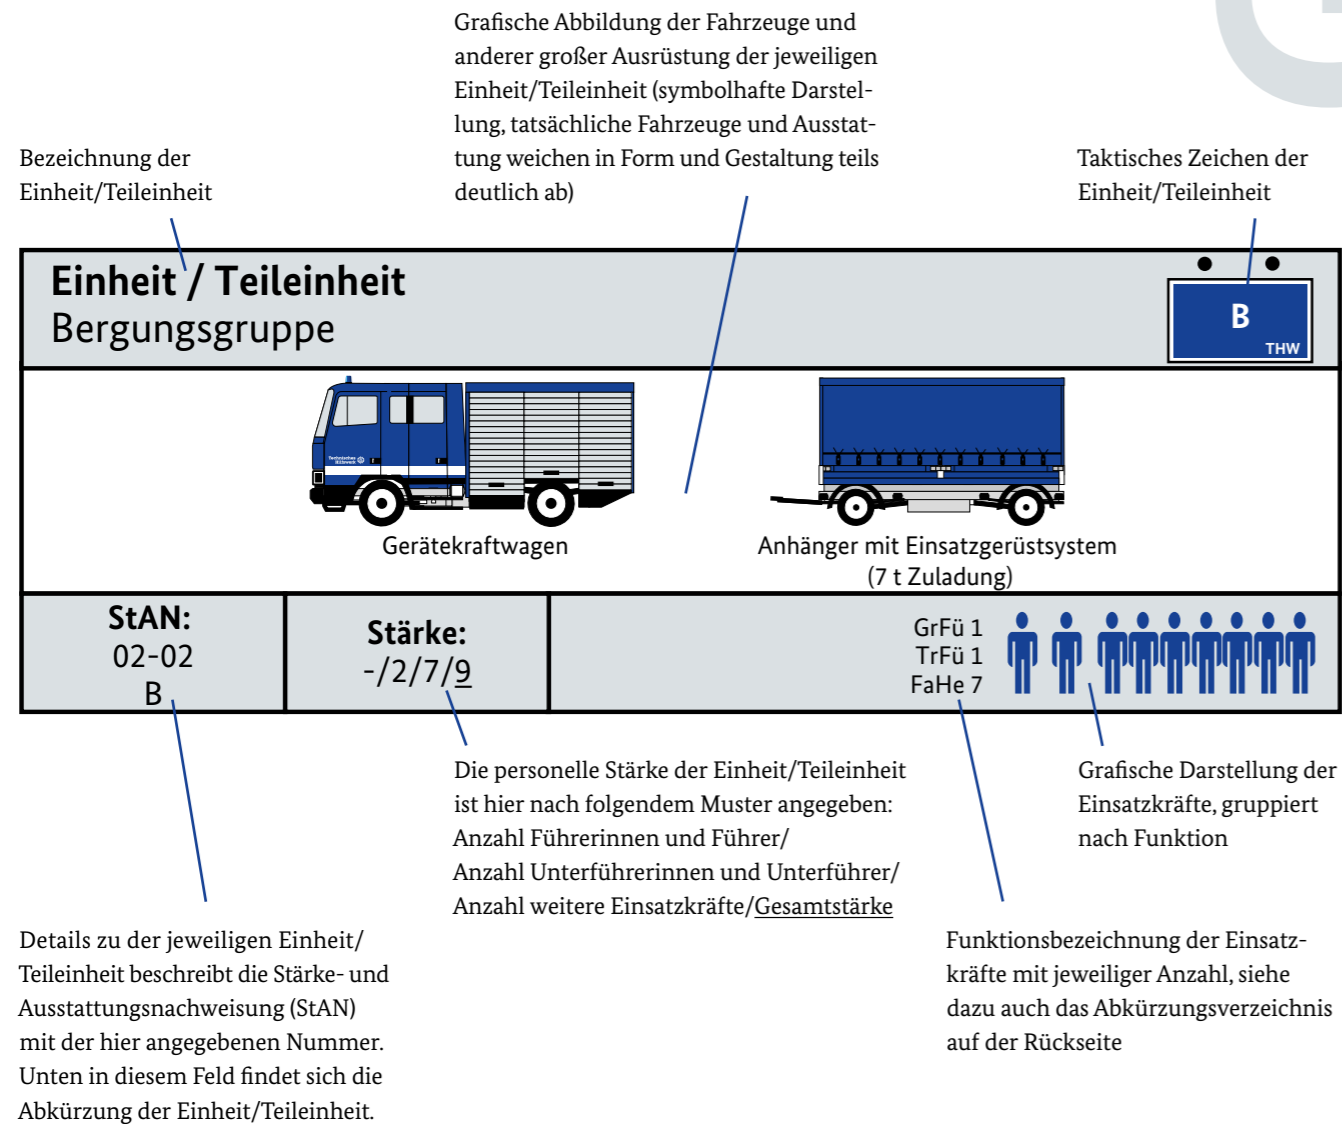 Grafische Abbildung der Fahrzeuge und
anderer großer Ausrüstung der jeweiligen
Einheit/Teileinheit (symbolhafte Darstel-
lung, tatsächliche Fahrzeuge und Ausstat-
tung weichen in Form und Gestaltung teils
deutlich ab)
Bezeichnung der
Einheit/Teileinheit
Taktisches Zeichen der
Einheit/Teileinheit
Einheit / Teileinheit
Bergungsgruppe
B
THW
Technisches
Hilfswerk
Gerätekraftwagen
Anhänger mit Einsatzgerüstsystem
(7 t Zuladung)
StAN:
02-02
B
Stärke:
-/2/7/9
GrFü 1
TrFü 1
FaHe 7
Die personelle Stärke der Einheit/Teileinheit
ist hier nach folgendem Muster angegeben:
Anzahl Führerinnen und Führer/
Anzahl Unterführerinnen und Unterführer/
Anzahl weitere Einsatzkräfte/Gesamtstärke
Grafische Darstellung der
Einsatzkräfte, gruppiert
nach Funktion
Details zu der jeweiligen Einheit/
Teileinheit beschreibt die Stärke- und
Ausstattungsnachweisung (StAN)
mit der hier angegebenen Nummer.
Unten in diesem Feld findet sich die
Abkürzung der Einheit/Teileinheit.
Funktionsbezeichnung der Einsatz-
kräfte mit jeweiliger Anzahl, siehe
dazu auch das Abkürzungsverzeichnis
auf der Rückseite